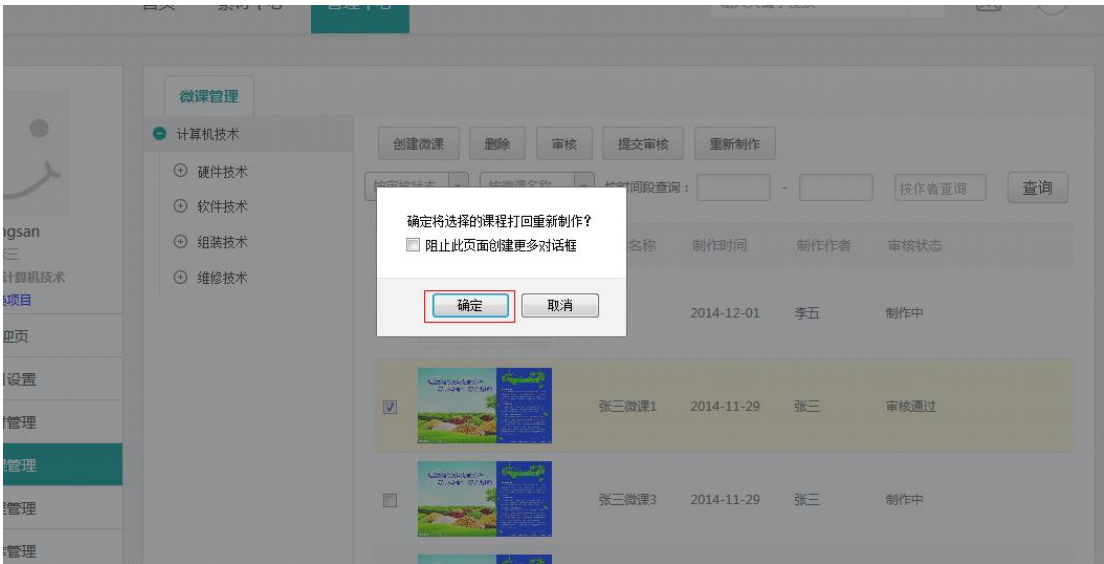 微课管理
计算机技术
硬件技术
软件技术
组装技术
维修技术
创建微课 删除 审核 提交审核 重新制作
按时间段查询： - 按作者查询 查询
确定将选择的课程打回重新制作？
阻止此页面创建更多对话框
确定 取消
名称 制作时间 制作作者 审核状态
2014-12-01 李五 制作中
张三微课1 2014-11-29 张三 审核通过
张三微课3 2014-11-29 张三 制作中
ngsan
计算机技术
项目
迎页
设置
管理
管理
管理
管理